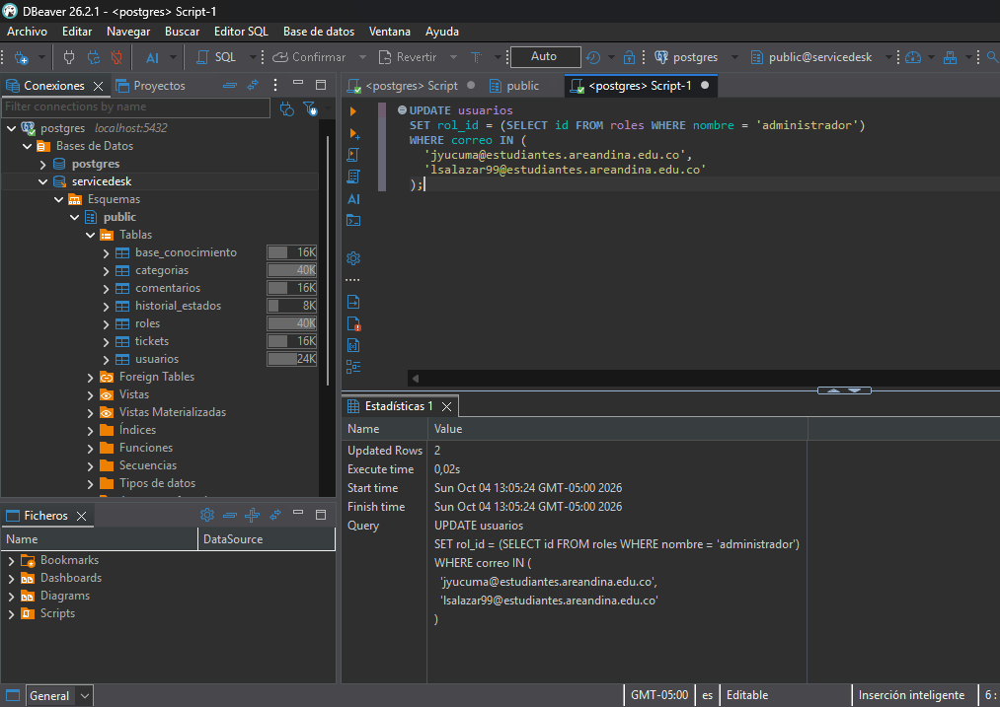 DBeaver 26.2.1 - <postgres> Script-1
Archivo Editar Navegar Buscar Editor SQL Base de datos Ventana Ayuda
AI SQL Confirmar Revertir T Auto postgres public@servicedesk
Conexiones Proyectos
Filter connections by name
postgres localhost:5432
Bases de Datos
postgres
servicedesk
Esquemas
public
Tablas
base_conocimiento 16K
categorias 40K
comentarios 16K
historial_estados 8K
roles 40K
tickets 16K
usuarios 24K
Foreign Tables
Vistas
Vistas Materializadas
Índices
Funciones
Secuencias
Tipos de datos
Ficheros
Name DataSource
Bookmarks
Dashboards
Diagrams
Scripts
<postgres> Script public <postgres> Script-1
AI
UPDATE usuarios
SET rol_id = (SELECT id FROM roles WHERE nombre = 'administrador')
WHERE correo IN (
'jyucuma@estudiantes.areandina.edu.co',
'lsalazar99@estudiantes.areandina.edu.co'
);
Estadísticas 1
Name Value
Updated Rows 2
Execute time 0,02s
Start time Sun Oct 04 13:05:24 GMT-05:00 2026
Finish time Sun Oct 04 13:05:24 GMT-05:00 2026
Query UPDATE usuarios
SET rol_id = (SELECT id FROM roles WHERE nombre = 'administrador')
WHERE correo IN (
'jyucuma@estudiantes.areandina.edu.co',
'lsalazar99@estudiantes.areandina.edu.co'
)
General GMT-05:00 es Editable Inserción inteligente 6 :